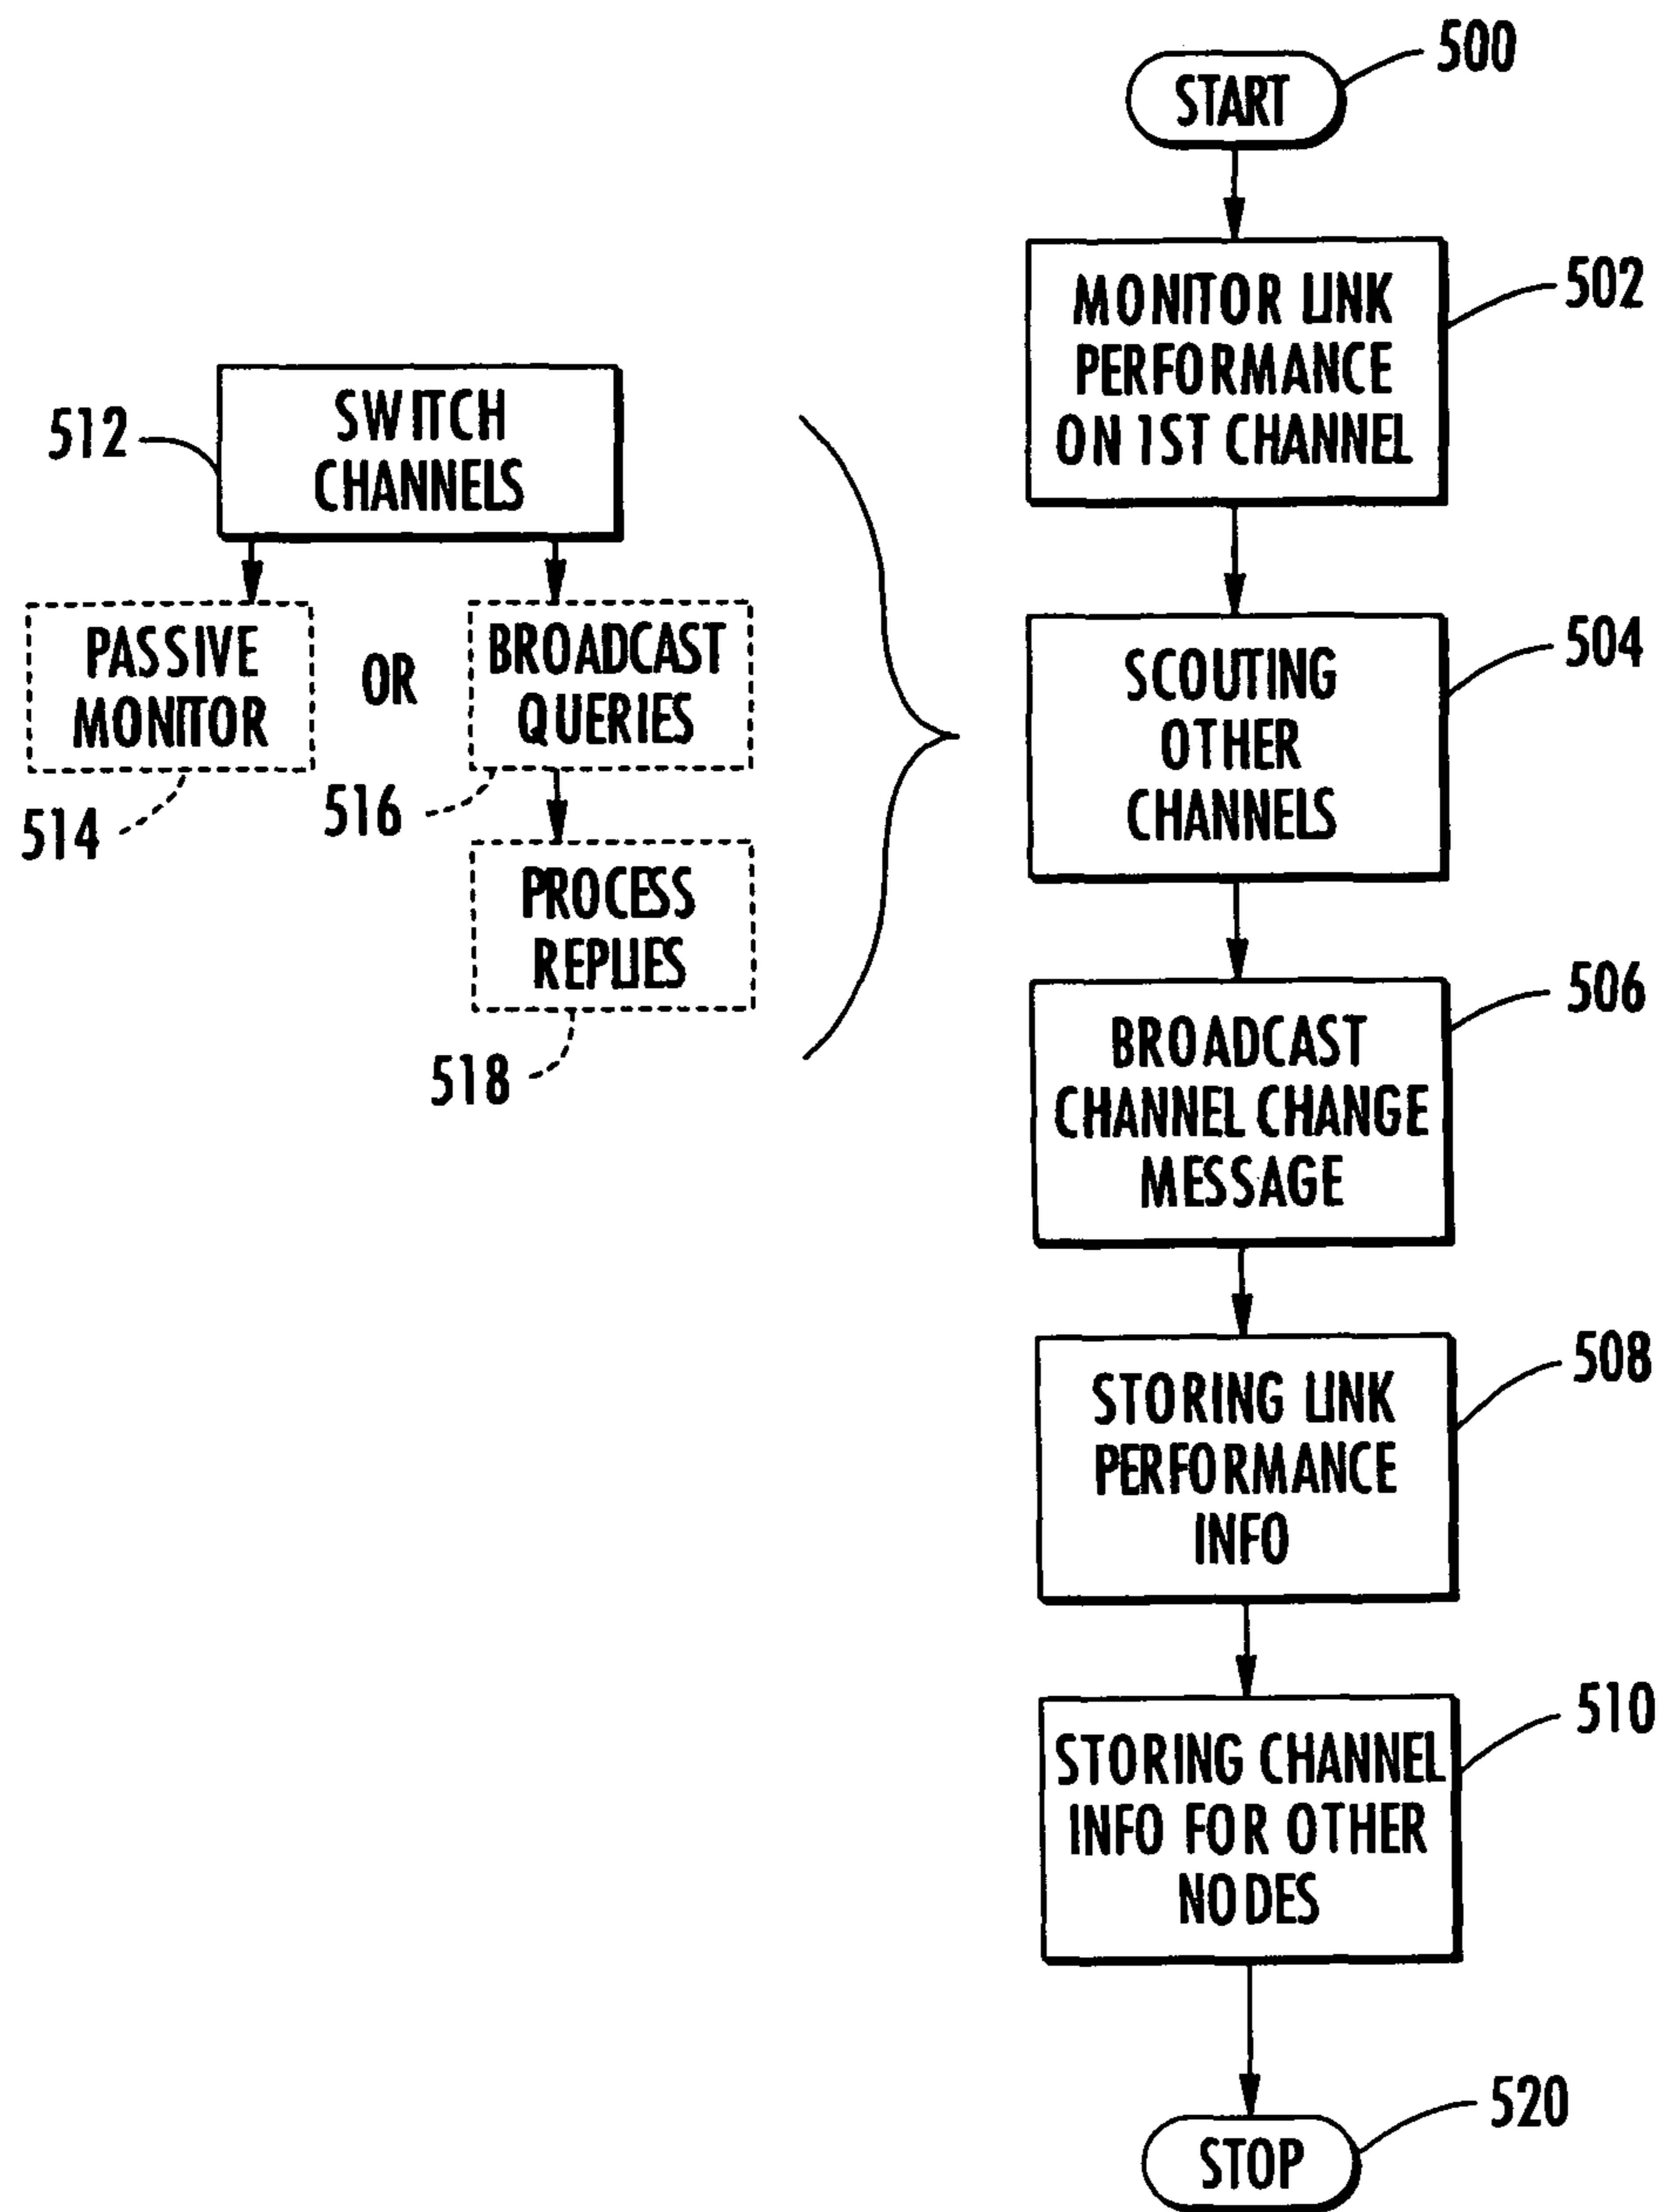 START
500
MONITOR LINK
PERFORMANCE
ON 1ST CHANNEL
502
SWITCH
CHANNELS
512
PASSIVE
MONITOR
514
OR
BROADCAST
QUERIES
516
PROCESS
REPLIES
518
SCOUTING
OTHER
CHANNELS
504
BROADCAST
CHANNEL CHANGE
MESSAGE
506
STORING LINK
PERFORMANCE
INFO
508
STORING CHANNEL
INFO FOR OTHER
NODES
510
STOP
520